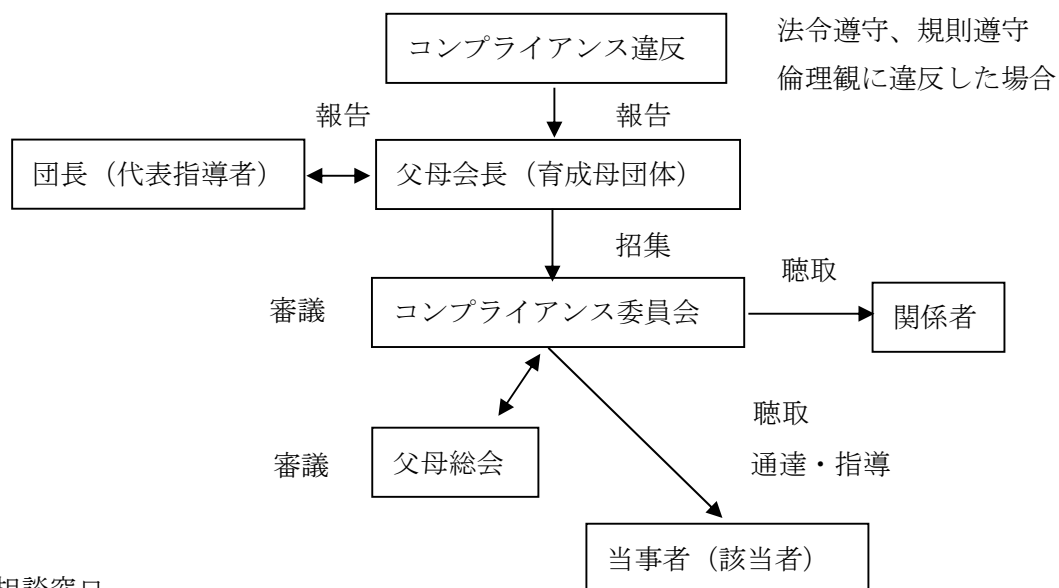 コンプライアンス違反
法令遵守、規則遵守
倫理観に違反した場合
報告
報告
団長（代表指導者）
父母会長（育成母団体）
招集
聴取
審議
コンプライアンス委員会
関係者
聴取
審議
父母総会
通達・指導
当事者（該当者）
相談窓口